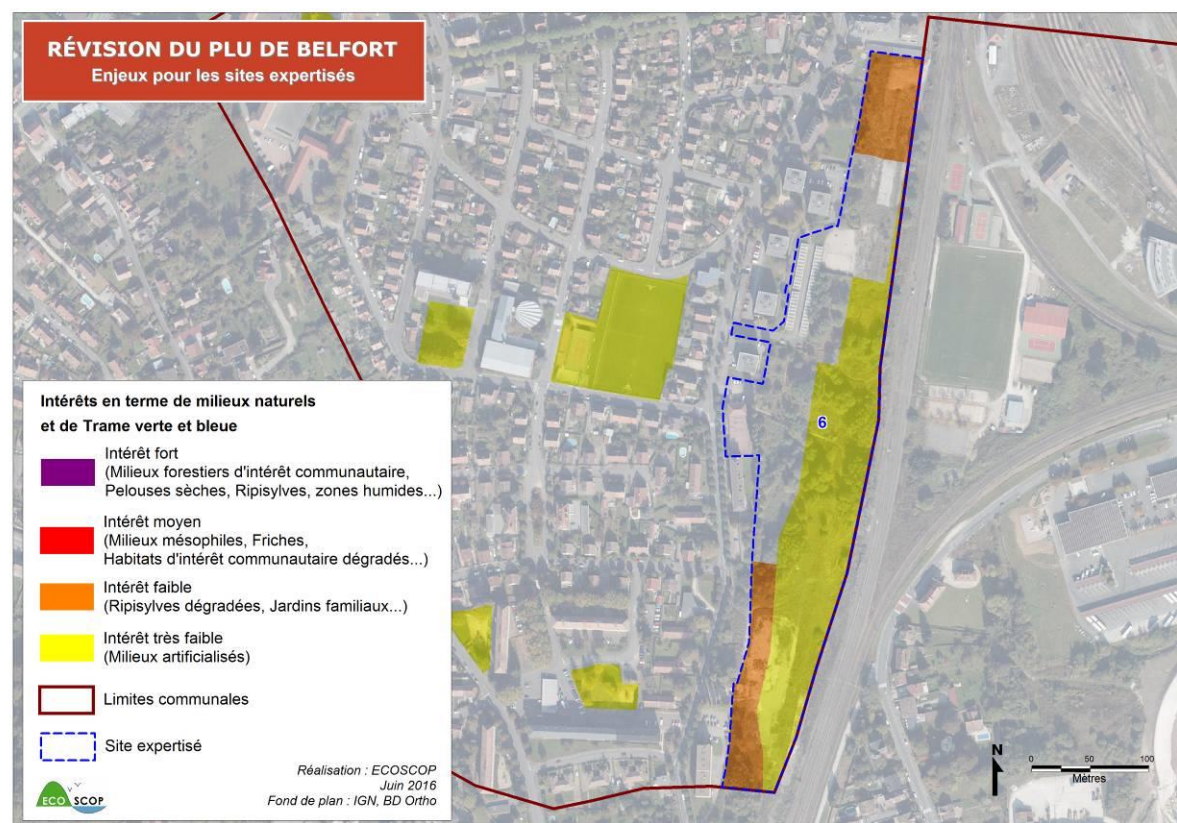 RÉVISION DU PLU DE BELFORT
Enjeux pour les sites expertisés
6
Intérêts en terme de milieux naturels
et de Trame verte et bleue
Intérêt fort
(Milieux forestiers d'intérêt communautaire,
Pelouses sèches, Ripisylves, zones humides...)
Intérêt moyen
(Milieux mésophiles, Friches,
Habitats d'intérêt communautaire dégradés...)
Intérêt faible
(Ripisylves dégradées, Jardins familiaux...)
Intérêt très faible
(Milieux artificialisés)
Limites communales
Site expertisé
Réalisation : ECOSCOP
Juin 2016
Fond de plan : IGN, BD Ortho
ECO SCOP
N
0 50 100
Mètres